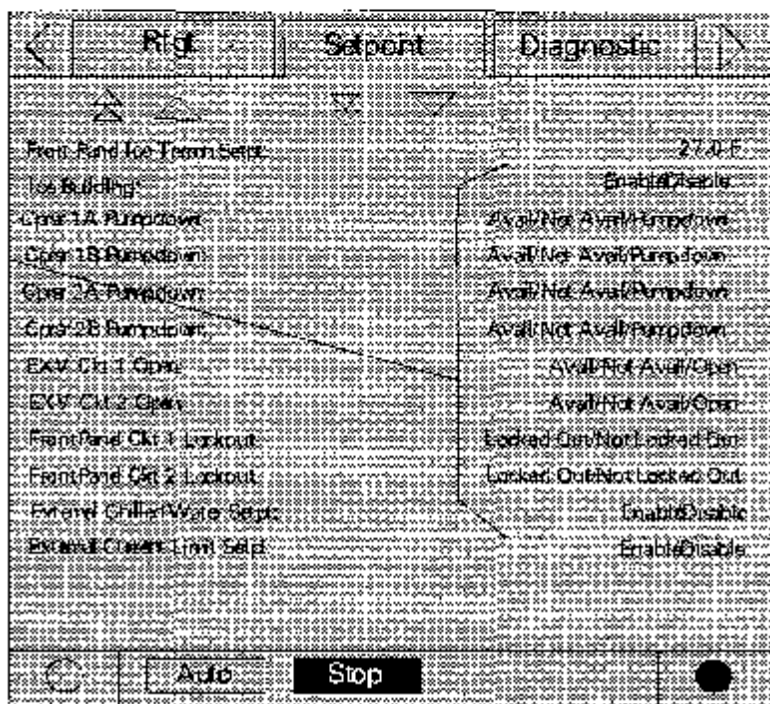 Rfgt Setpoint Diagnostic
Front Panel Ice Termn Setpt: 27.0 F
Ice Building: Enable/Disable
Cprsr 1A Pumpdown: Avail/Not Avail/Pumpdown
Cprsr 1B Pumpdown: Avail/Not Avail/Pumpdown
Cprsr 2A Pumpdown: Avail/Not Avail/Pumpdown
Cprsr 2B Pumpdown: Avail/Not Avail/Pumpdown
EXV Ckt 1 Open: Avail/Not Avail/Open
EXV Ckt 2 Open: Avail/Not Avail/Open
Front Panel Ckt 1 Lockout: Locked Out/Not Locked Out
Front Panel Ckt 2 Lockout: Locked Out/Not Locked Out
External Chilled Water Setpt: Enable/Disable
External Current Limit Setpt: Enable/Disable
Auto Stop